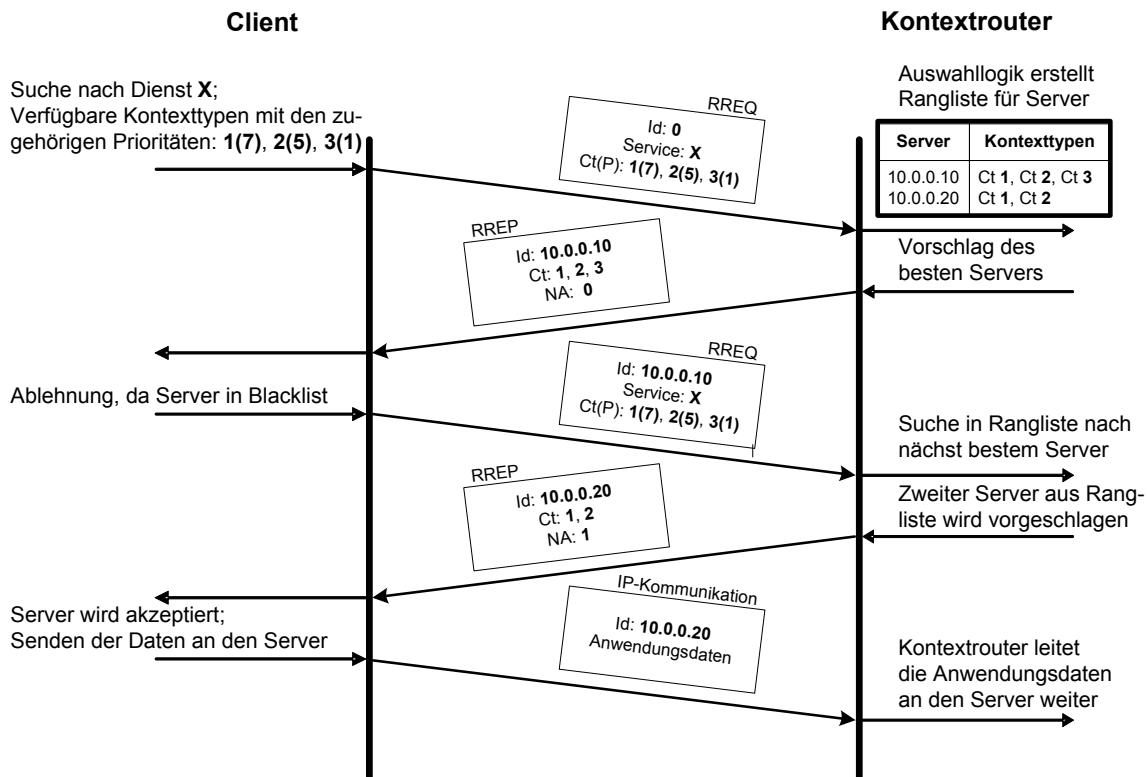 Client
Kontextrouter
Suche nach Dienst X;
Verfügbare Kontexttypen mit den zu-
gehörigen Prioritäten: 1(7), 2(5), 3(1)
RREQ
Id: 0
Service: X
Ct(P): 1(7), 2(5), 3(1)
Auswahllogik erstellt
Rangliste für Server
Server Kontexttypen
10.0.0.10 Ct 1, Ct 2, Ct 3
10.0.0.20 Ct 1, Ct 2
Vorschlag des
besten Servers
RREP
Id: 10.0.0.10
Ct: 1, 2, 3
NA: 0
Ablehnung, da Server in Blacklist
RREQ
Id: 10.0.0.10
Service: X
Ct(P): 1(7), 2(5), 3(1)
Suche in Rangliste nach
nächst bestem Server
Zweiter Server aus Rang-
liste wird vorgeschlagen
RREP
Id: 10.0.0.20
Ct: 1, 2
NA: 1
Server wird akzeptiert;
Senden der Daten an den Server
IP-Kommunikation
Id: 10.0.0.20
Anwendungsdaten
Kontextrouter leitet
die Anwendungsdaten
an den Server weiter